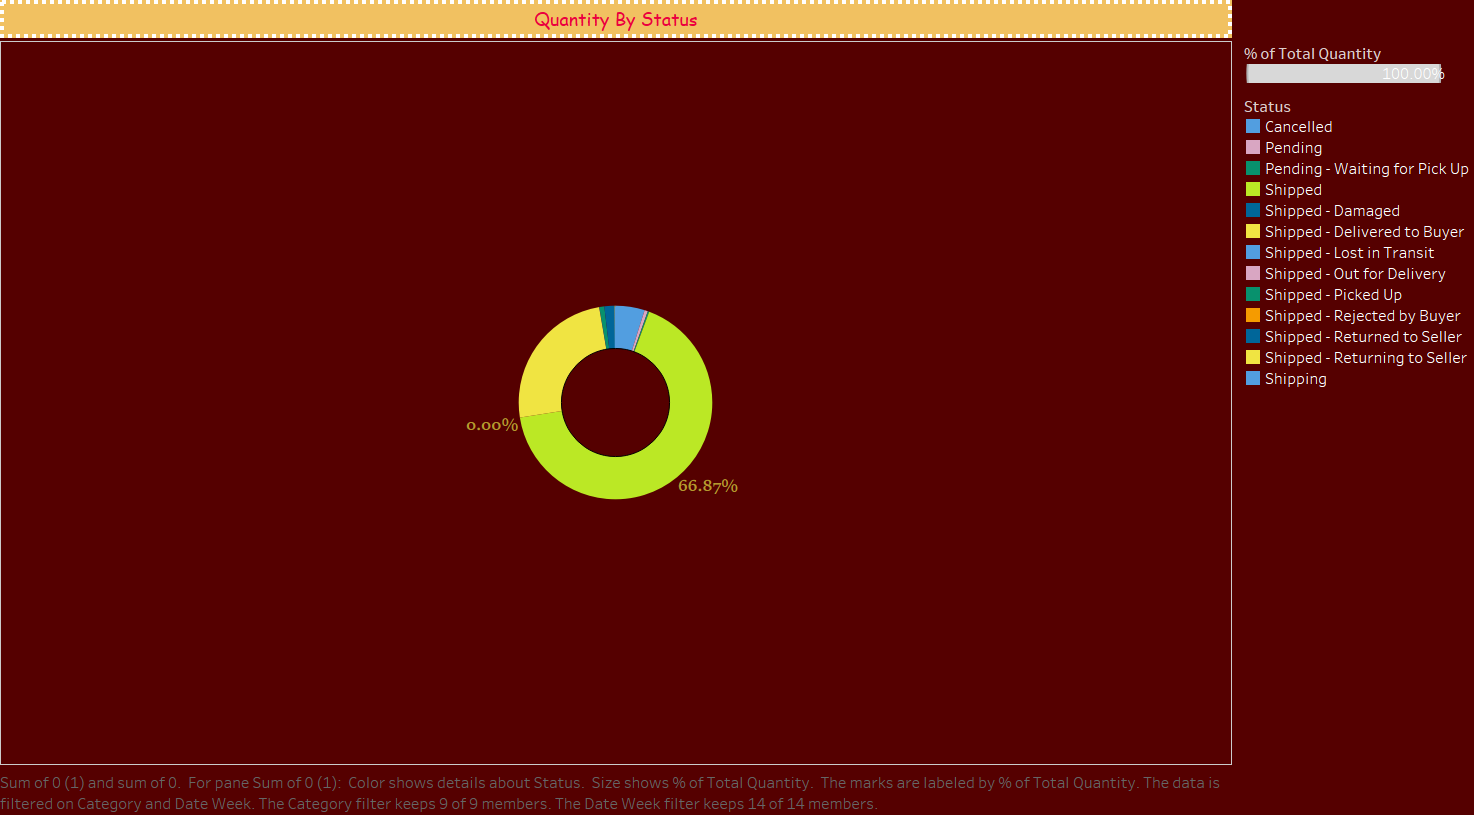 Quantity By Status
% of Total Quantity
100.00%
Status
Cancelled
Pending
Pending - Waiting for Pick Up
Shipped
Shipped - Damaged
Shipped - Delivered to Buyer
Shipped - Lost in Transit
Shipped - Out for Delivery
Shipped - Picked Up
Shipped - Rejected by Buyer
Shipped - Returned to Seller
Shipped - Returning to Seller
Shipping
0.00%
66.87%
Sum of 0 (1) and sum of 0.  For pane Sum of 0 (1):  Color shows details about Status.  Size shows % of Total Quantity.  The marks are labeled by % of Total Quantity. The data is
filtered on Category and Date Week. The Category filter keeps 9 of 9 members. The Date Week filter keeps 14 of 14 members.